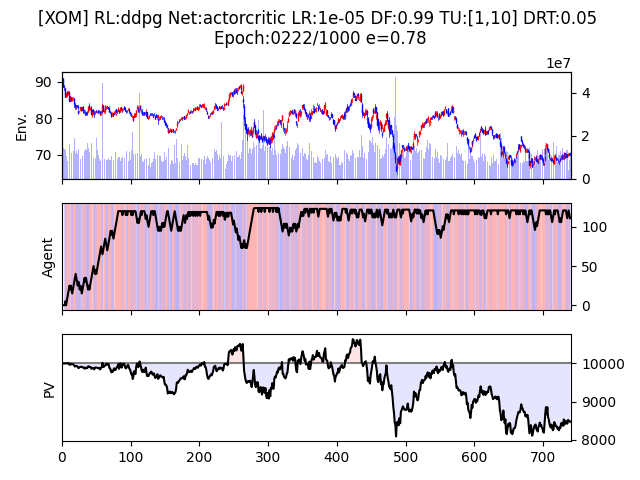 [XOM] RL:ddpg Net:actorcritic LR:1e-05 DF:0.99 TU:[1,10] DRT:0.05
Epoch:0222/1000 e=0.78
1e7
90
80
70
Env.
4
2
0
Agent
100
50
0
PV
10000
9000
8000
0 100 200 300 400 500 600 700